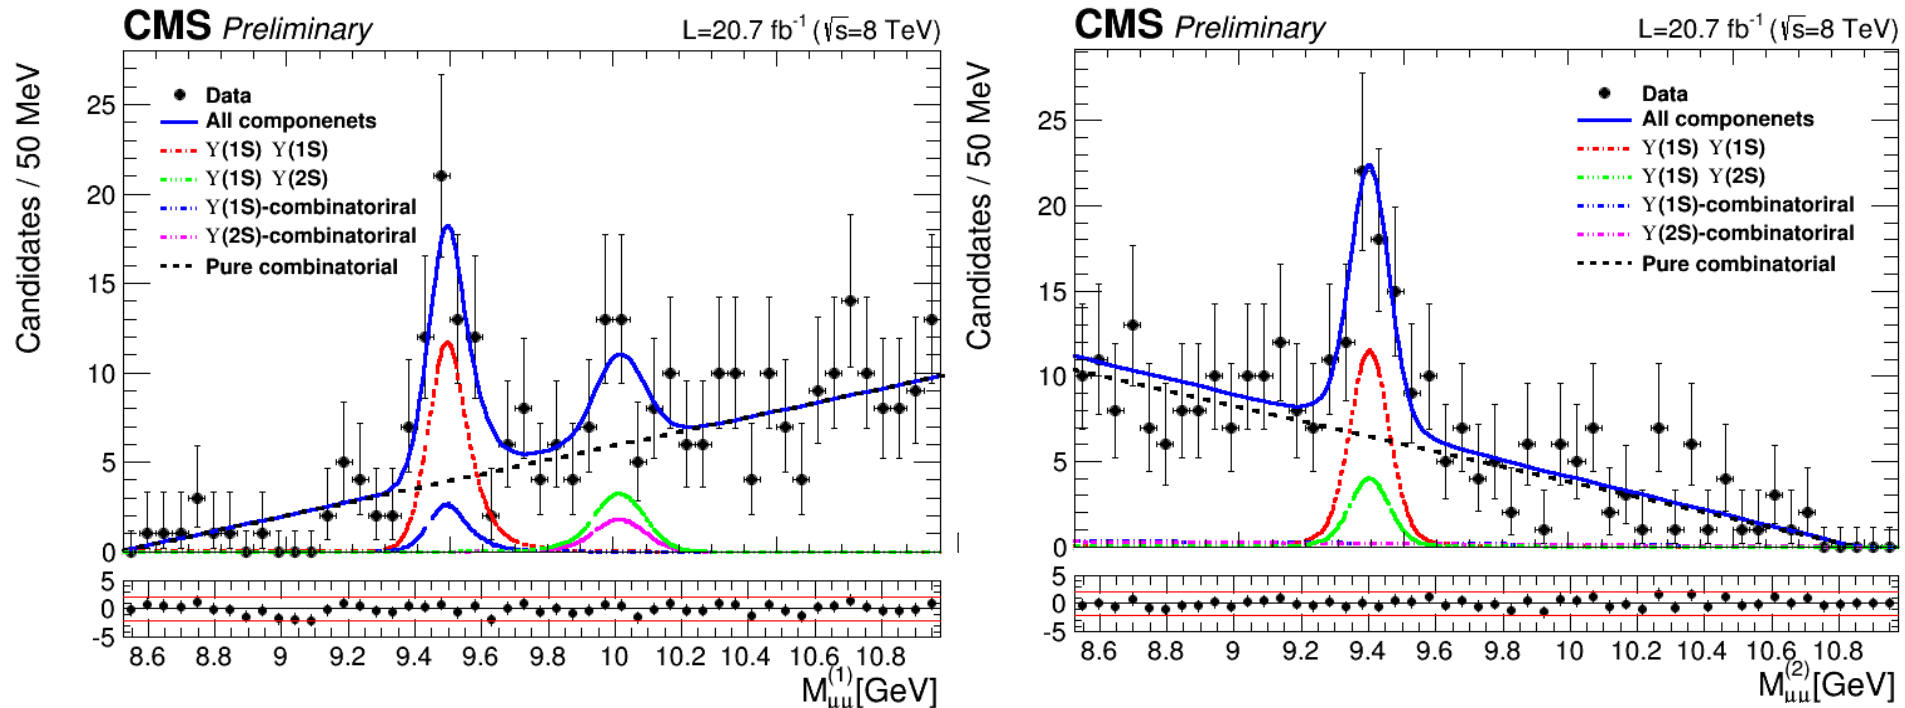 CMS Preliminary
L=20.7 fb⁻¹ (√s=8 TeV)
Candidates / 50 MeV
25
20
15
10
5
0
Data
All componenets
ϒ(1S) ϒ(1S)
ϒ(1S) ϒ(2S)
ϒ(1S)-combinatoriral
ϒ(2S)-combinatoriral
Pure combinatorial
5
0
-5
8.6 8.8 9 9.2 9.4 9.6 9.8 10 10.2 10.4 10.6 10.8
M⁽¹⁾μμ[GeV]
CMS Preliminary
L=20.7 fb⁻¹ (√s=8 TeV)
Candidates / 50 MeV
25
20
15
10
5
0
Data
All componenets
ϒ(1S) ϒ(1S)
ϒ(1S) ϒ(2S)
ϒ(1S)-combinatoriral
ϒ(2S)-combinatoriral
Pure combinatorial
5
0
-5
8.6 8.8 9 9.2 9.4 9.6 9.8 10 10.2 10.4 10.6 10.8
M⁽²⁾μμ[GeV]